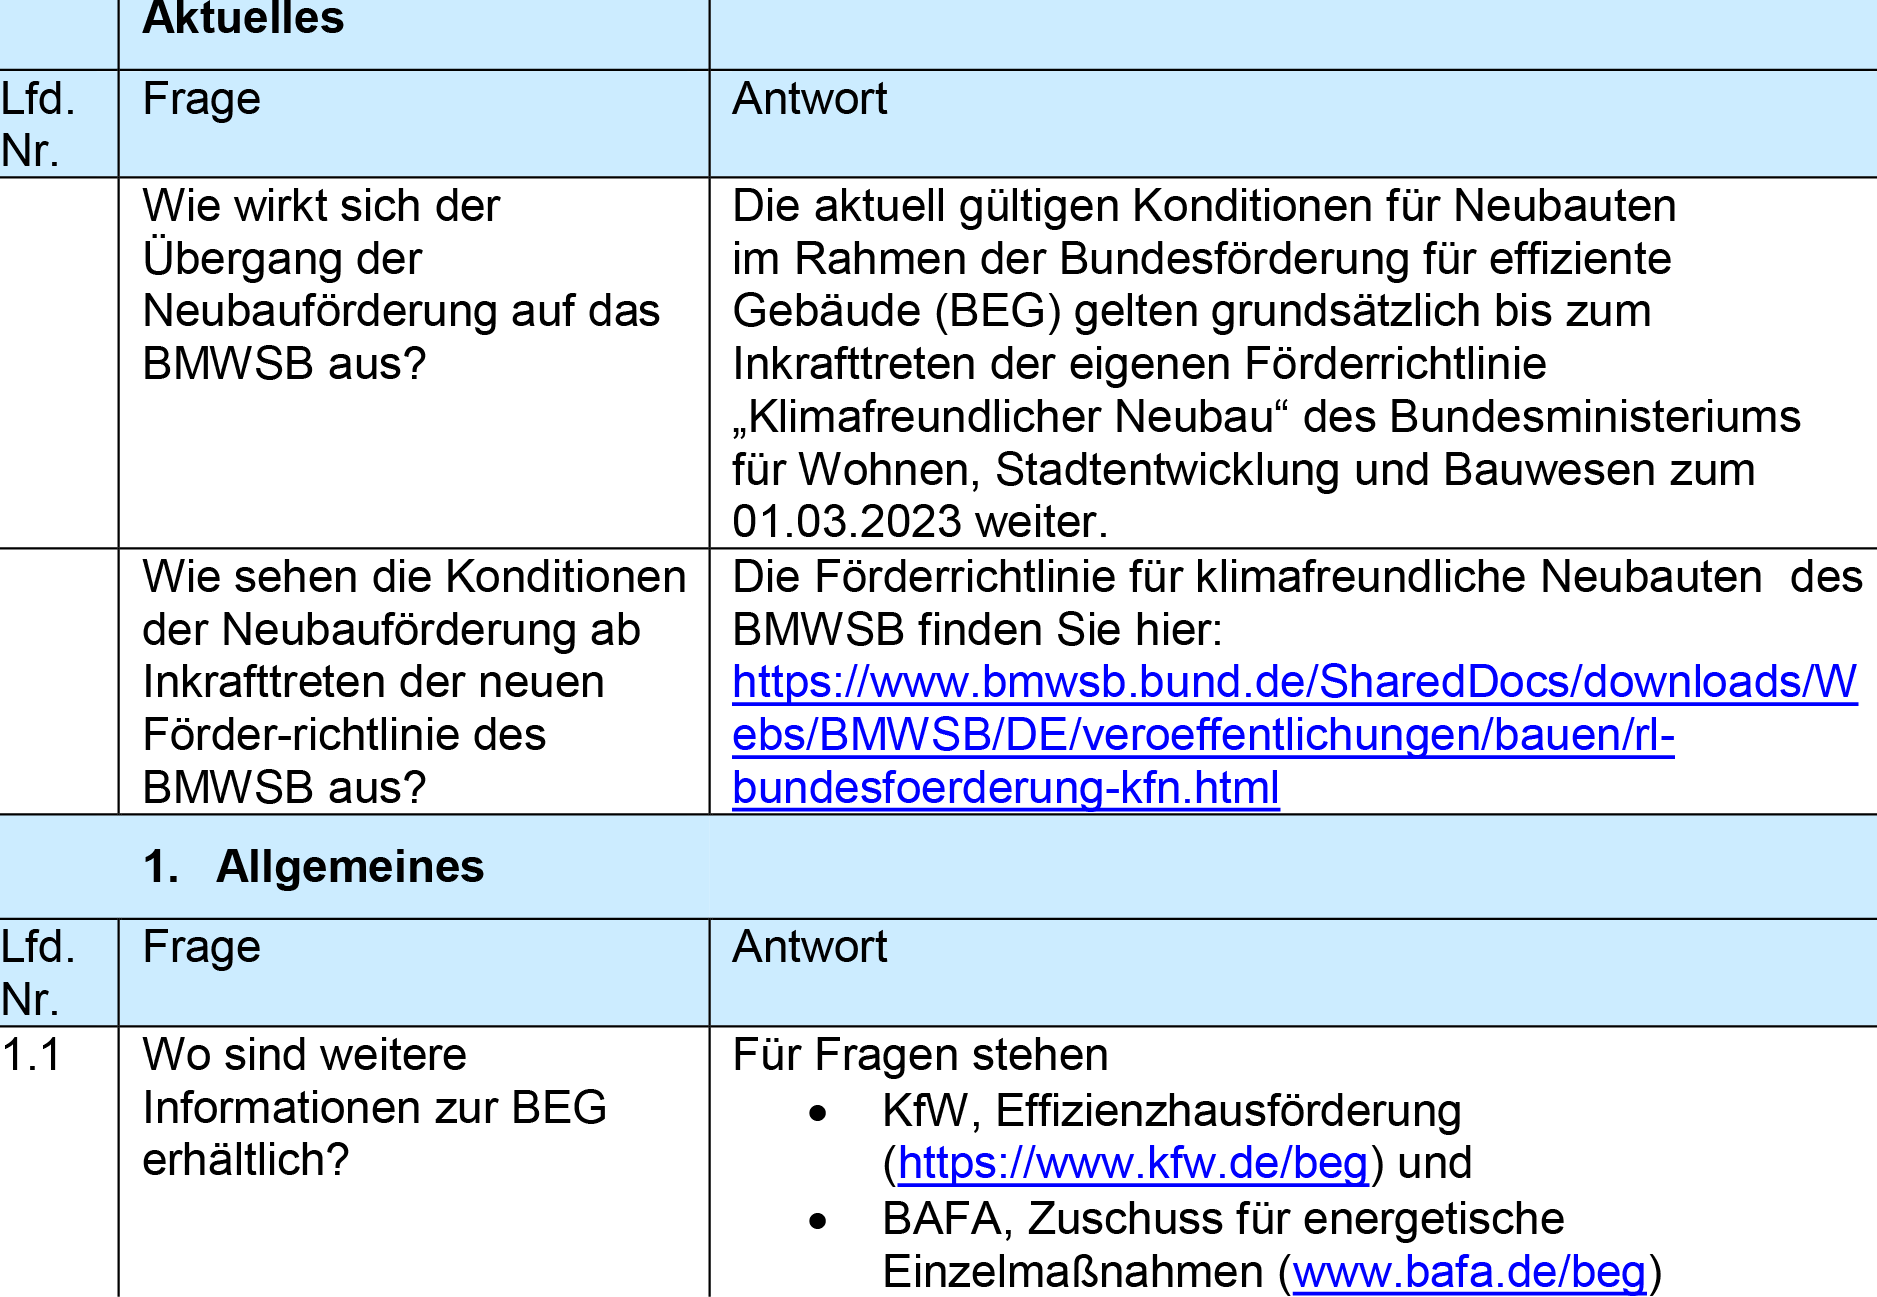 Aktuelles
Lfd.
Nr.
Frage
Antwort
Wie wirkt sich der
Übergang der
Neubauförderung auf das
BMWSB aus?
Die aktuell gültigen Konditionen für Neubauten
im Rahmen der Bundesförderung für effiziente
Gebäude (BEG) gelten grundsätzlich bis zum
Inkrafttreten der eigenen Förderrichtlinie
„Klimafreundlicher Neubau“ des Bundesministeriums
für Wohnen, Stadtentwicklung und Bauwesen zum
01.03.2023 weiter.
Wie sehen die Konditionen
der Neubauförderung ab
Inkrafttreten der neuen
Förder-richtlinie des
BMWSB aus?
Die Förderrichtlinie für klimafreundliche Neubauten  des
BMWSB finden Sie hier:
https://www.bmwsb.bund.de/SharedDocs/downloads/W
ebs/BMWSB/DE/veroeffentlichungen/bauen/rl-
bundesfoerderung-kfn.html
1. Allgemeines
Lfd.
Nr.
Frage
Antwort
1.1
Wo sind weitere
Informationen zur BEG
erhältlich?
Für Fragen stehen
• KfW, Effizienzhausförderung
(https://www.kfw.de/beg) und
• BAFA, Zuschuss für energetische
Einzelmaßnahmen (www.bafa.de/beg)